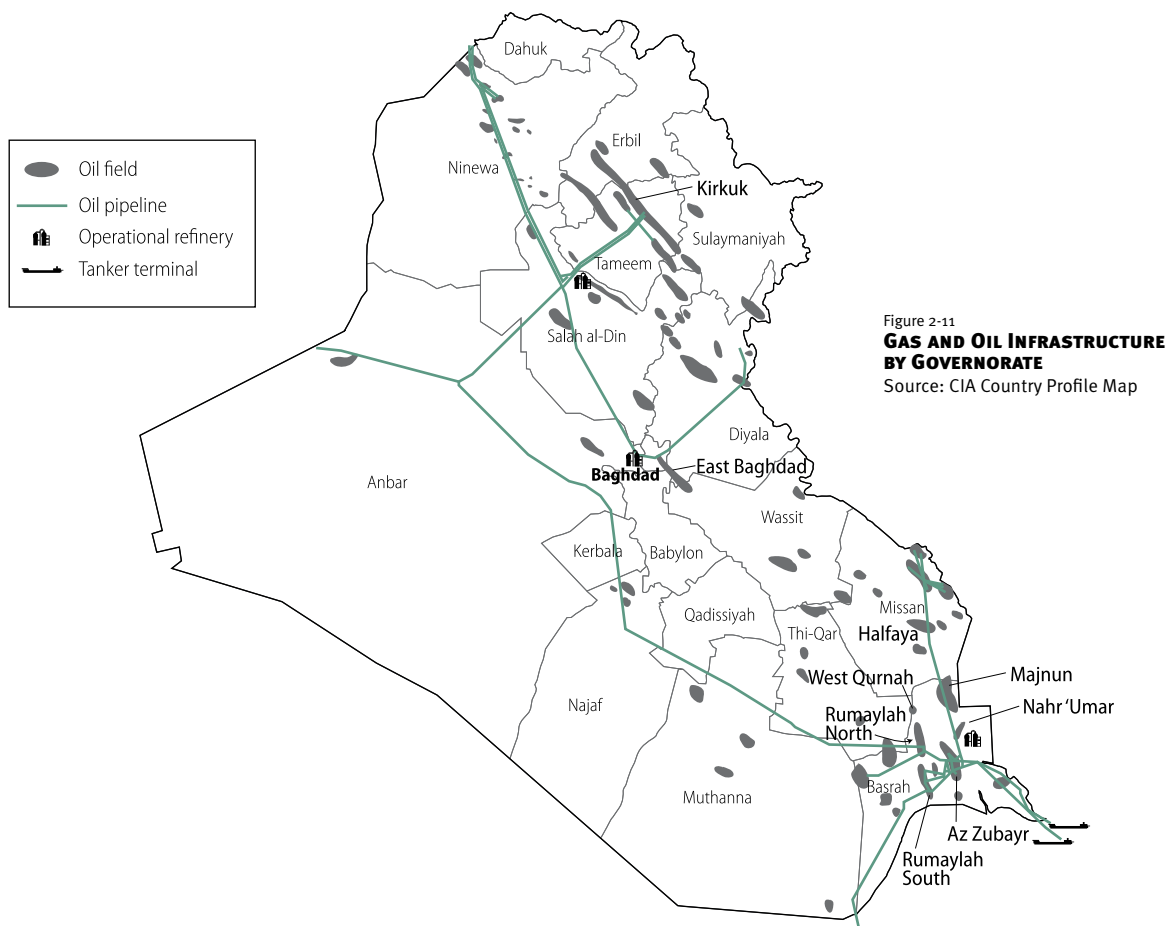 Oil field
Oil pipeline
Operational refinery
Tanker terminal
Figure 2-11
GAS AND OIL INFRASTRUCTURE
BY GOVERNORATE
Source: CIA Country Profile Map
Dahuk
Erbil
Ninewa
Kirkuk
Sulaymaniyah
Tameem
Salah al-Din
Diyala
East Baghdad
Baghdad
Anbar
Wassit
Kerbala
Babylon
Qadissiyah
Missan
Thi-Qar
Halfaya
West Qurnah
Majnun
Najaf
Rumaylah
North
Nahr ‘Umar
Muthanna
Basrah
Az Zubayr
Rumaylah
South